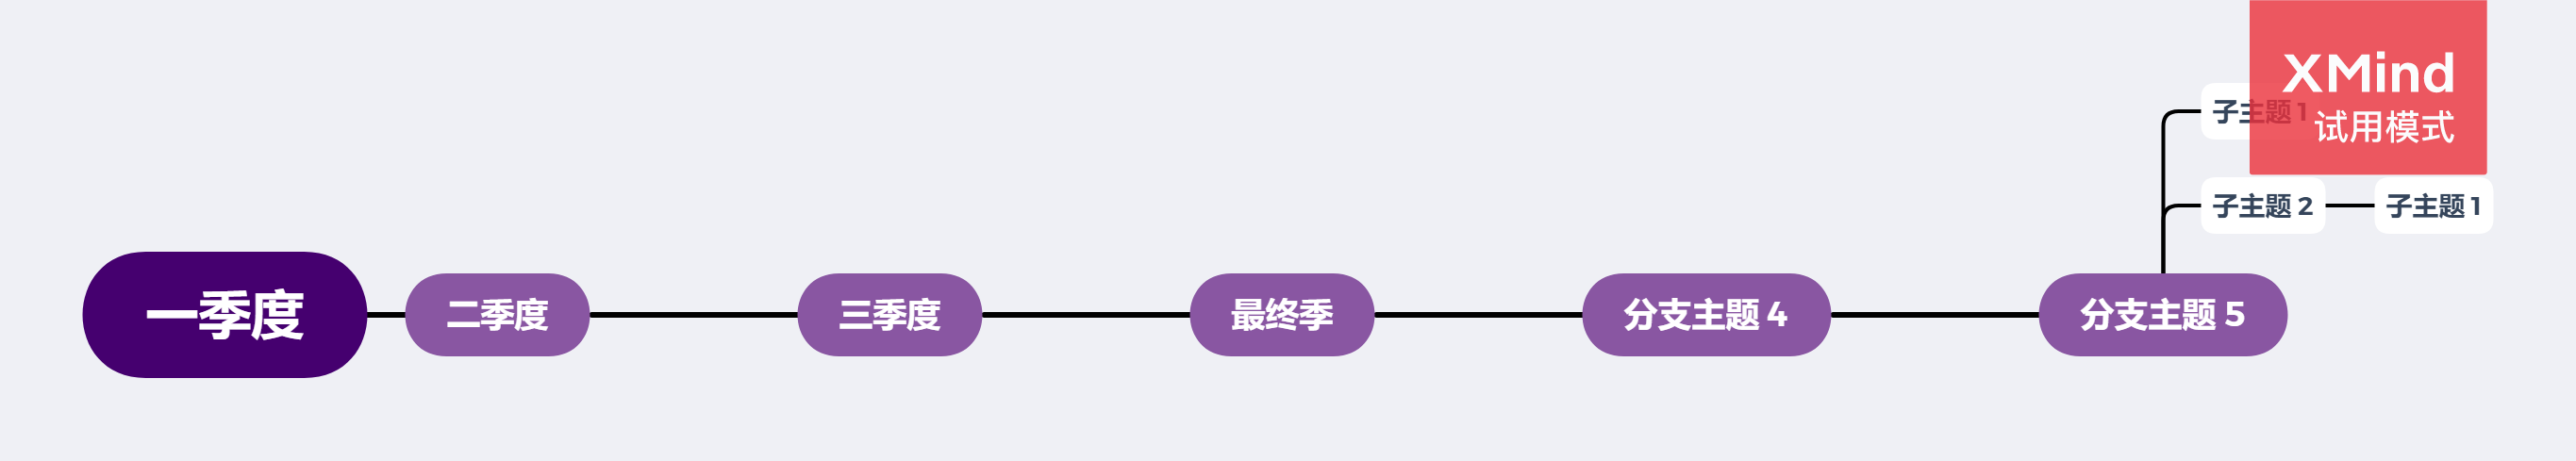 XMind
试用模式
子主题 1
子主题 2
子主题 1
一季度
二季度
三季度
最终季
分支主题 4
分支主题 5